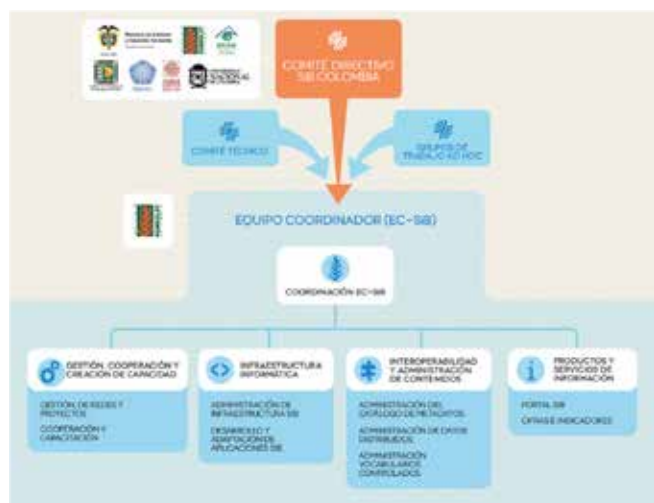 NACIONAL
DE COLOMBIA
COMITÉ DIRECTIVO
SIB COLOMBIA
COMITÉ TÉCNICO
GRUPOS DE
TRABAJO AD HOC
EQUIPO COORDINADOR (EC-SiB)
COORDINACIÓN EC-SiB
GESTIÓN, COOPERACIÓN Y
CREACIÓN DE CAPACIDAD
GESTIÓN DE REDES Y
PROYECTOS
COOPERACIÓN Y
CAPACITACIÓN
INFRAESTRUCTURA
INFORMÁTICA
ADMINISTRACIÓN DE
INFRAESTRUCTURA SIB
DESARROLLO Y
ADAPTACIÓN DE
APLICACIONES SIB
INTEROPERABILIDAD
Y ADMINISTRACIÓN
DE CONTENIDOS
ADMINISTRACIÓN DEL
CATÁLOGO DE METADATOS
ADMINISTRACIÓN DE DATOS
DISTRIBUIDOS
ADMINISTRACIÓN
VOCABULARIOS
CONTROLADOS
PRODUCTOS Y
SERVICIOS DE
INFORMACIÓN
PORTAL SIB
CIFRAS E INDICADORES